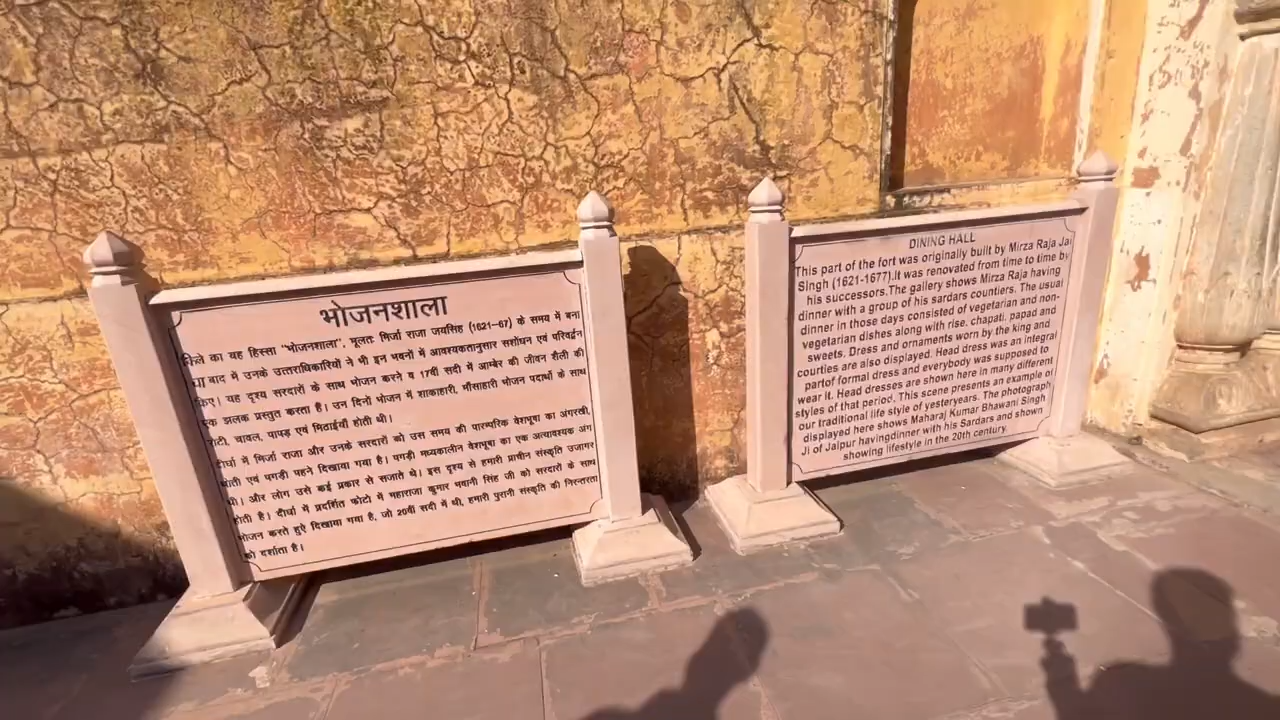 भोजनशाला
किले का यह हिस्सा "भोजनशाला", मूलतः मिर्जा राजा जयसिंह (1621–67) के समय में बना
था बाद में उनके उत्तराधिकारियों ने भी इन भवनों में आवश्यकतानुसार संशोधन एवं परिवर्द्धन
किए। यह दृश्य सरदारों के साथ भोजन करने व 17वीं सदी में आम्बेर की जीवन शैली की
एक झलक प्रस्तुत करता है। उन दिनों भोजन में शाकाहारी, माँसाहारी भोजन पदार्थों के साथ
रोटी, चावल, पापड़ एवं मिठाईयाँ होती थी।
दीर्घा में मिर्जा राजा और उनके सरदारों को उस समय की पारम्परिक वेशभूषा का अंगरखी,
धोती एवं पगड़ी पहने दिखाया गया है। पगड़ी मध्यकालीन वेशभूषा का एक अत्यावश्यक अंग
थी। और लोग उसे कई प्रकार से सजाते थे। इस दृश्य से हमारी प्राचीन संस्कृति उजागर
होती है। दीर्घा में प्रदर्शित फोटो में महाराजा कुमार भवानी सिंह जी को सरदारों के साथ
भोजन करते हुऐ दिखाया गया है, जो 20वीं सदी में थी, हमारी पुरानी संस्कृति की निरन्तरता
को दर्शाता है।
DINING HALL
This part of the fort was originally built by Mirza Raja Jai
Singh (1621-1677).It was renovated from time to time by
his successors.The gallery shows Mirza Raja having
dinner with a group of his sardars countiers. The usual
dinner in those days consisted of vegetarian and non-
vegetarian dishes along with rise, chapati, papad and
sweets. Dress and ornaments worn by the king and
courties are also displayed. Head dress was an integral
partof formal dress and everybody was supposed to
wear it. Head dresses are shown here in many different
styles of that period. This scene presents an example of
our traditional life style of yesteryears. The photograph
displayed here shows Maharaj Kumar Bhawani Singh
Ji of Jaipur havingdinner with his Sardars and shown
showing lifestyle in the 20th century.